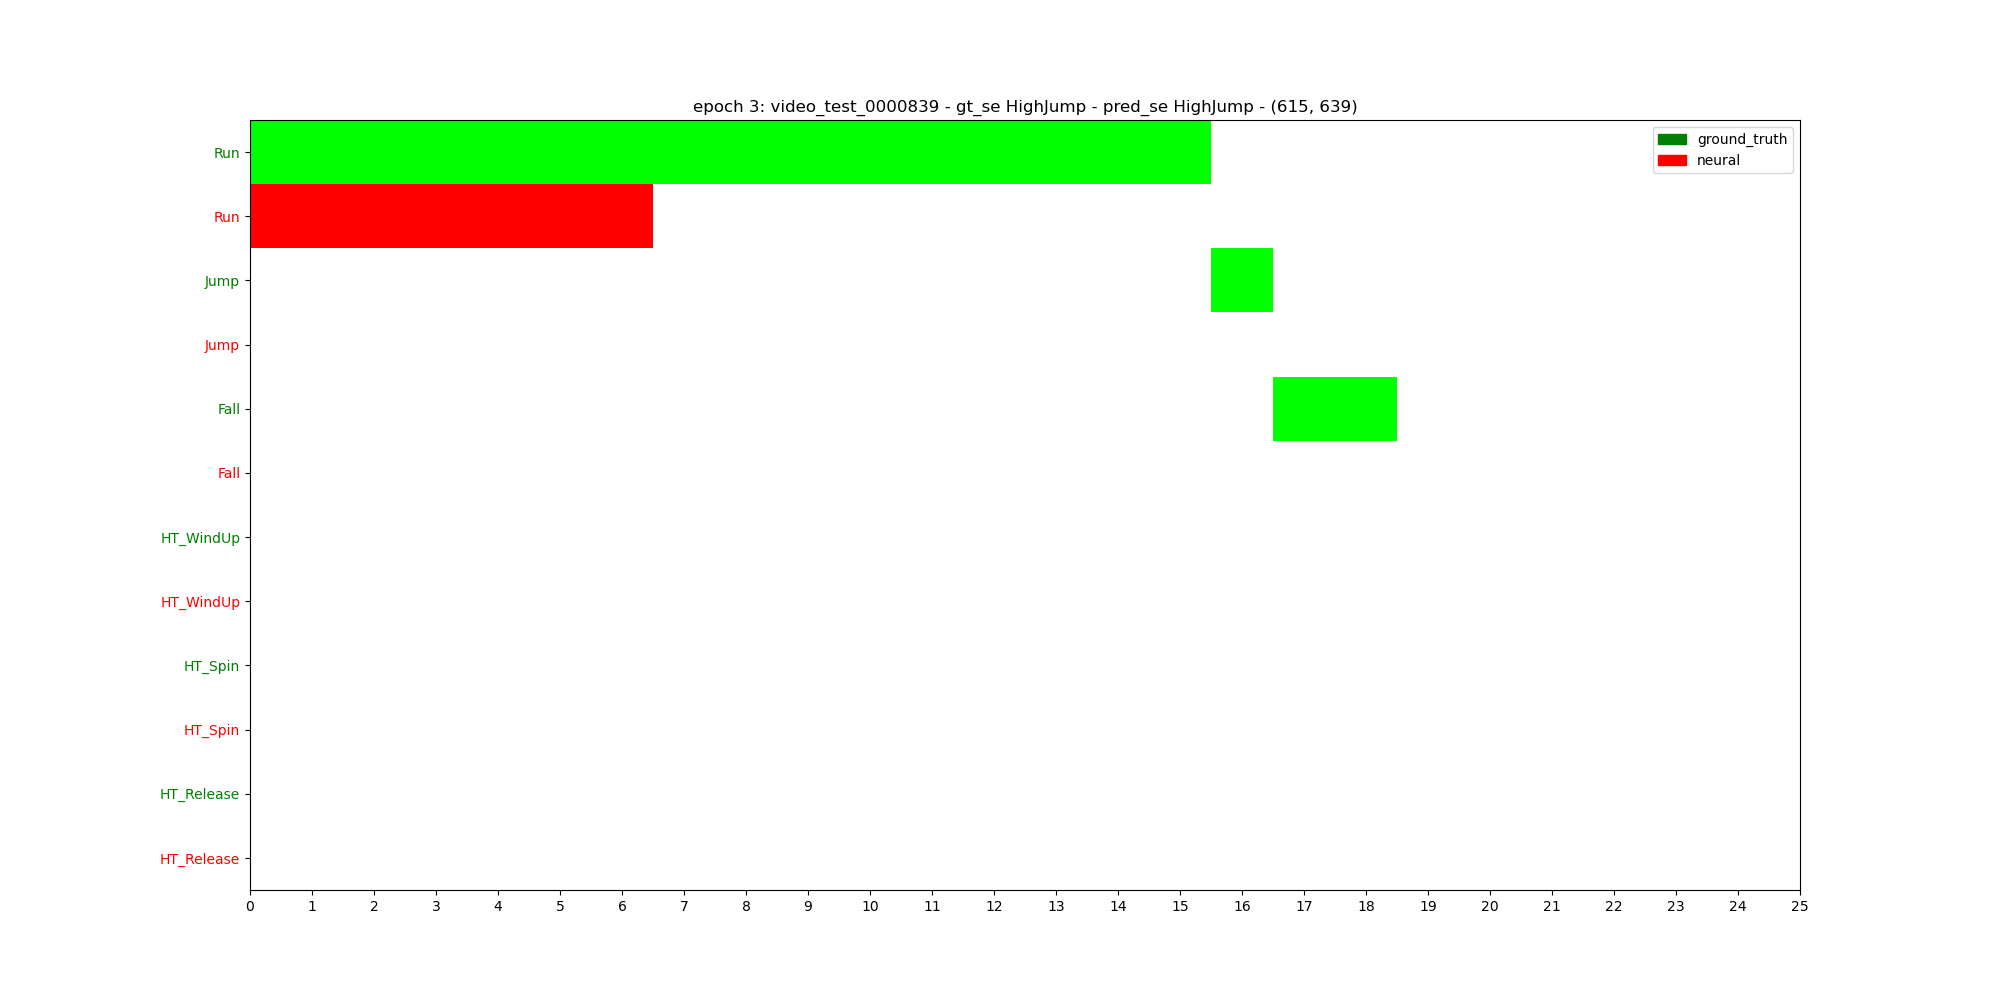 epoch 3: video_test_0000839 - gt_se HighJump - pred_se HighJump - (615, 639)
ground_truth
neural
Run
Run
Jump
Jump
Fall
Fall
HT_WindUp
HT_WindUp
HT_Spin
HT_Spin
HT_Release
HT_Release
0 1 2 3 4 5 6 7 8 9 10 11 12 13 14 15 16 17 18 19 20 21 22 23 24 25